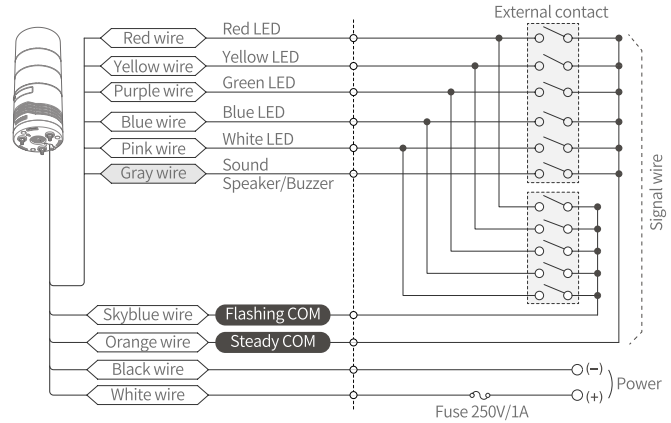 External contact
Red wire Red LED
Yellow wire Yellow LED
Purple wire Green LED
Blue wire Blue LED
Pink wire White LED
Gray wire Sound
Speaker/Buzzer
Signal wire
Skyblue wire Flashing COM
Orange wire Steady COM
Black wire (−)
Power
White wire (+)
Fuse 250V/1A